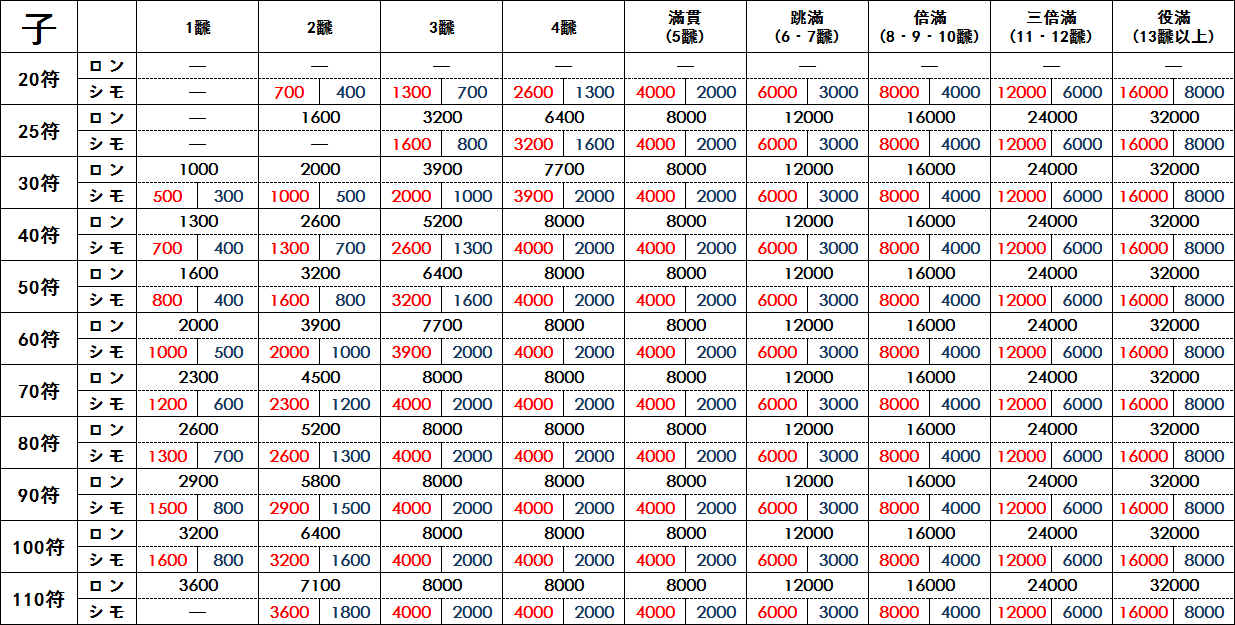 子 1飜 2飜 3飜 4飜 滿貫 跳滿 倍滿 三倍滿 役滿
(5飜) (6‧7飜) (8‧9‧10飜) (11‧12飜) (13飜以上)
20符 ロン — — — — — — — — —
シモ — 700 400 1300 700 2600 1300 4000 2000 6000 3000 8000 4000 12000 6000 16000 8000
25符 ロン — 1600 3200 6400 8000 12000 16000 24000 32000
シモ — — 1600 800 3200 1600 4000 2000 6000 3000 8000 4000 12000 6000 16000 8000
30符 ロン 1000 2000 3900 7700 8000 12000 16000 24000 32000
シモ 500 300 1000 500 2000 1000 3900 2000 4000 2000 6000 3000 8000 4000 12000 6000 16000 8000
40符 ロン 1300 2600 5200 8000 8000 12000 16000 24000 32000
シモ 700 400 1300 700 2600 1300 4000 2000 4000 2000 6000 3000 8000 4000 12000 6000 16000 8000
50符 ロン 1600 3200 6400 8000 8000 12000 16000 24000 32000
シモ 800 400 1600 800 3200 1600 4000 2000 4000 2000 6000 3000 8000 4000 12000 6000 16000 8000
60符 ロン 2000 3900 7700 8000 8000 12000 16000 24000 32000
シモ 1000 500 2000 1000 3900 2000 4000 2000 4000 2000 6000 3000 8000 4000 12000 6000 16000 8000
70符 ロン 2300 4500 8000 8000 8000 12000 16000 24000 32000
シモ 1200 600 2300 1200 4000 2000 4000 2000 4000 2000 6000 3000 8000 4000 12000 6000 16000 8000
80符 ロン 2600 5200 8000 8000 8000 12000 16000 24000 32000
シモ 1300 700 2600 1300 4000 2000 4000 2000 4000 2000 6000 3000 8000 4000 12000 6000 16000 8000
90符 ロン 2900 5800 8000 8000 8000 12000 16000 24000 32000
シモ 1500 800 2900 1500 4000 2000 4000 2000 4000 2000 6000 3000 8000 4000 12000 6000 16000 8000
100符 ロン 3200 6400 8000 8000 8000 12000 16000 24000 32000
シモ 1600 800 3200 1600 4000 2000 4000 2000 4000 2000 6000 3000 8000 4000 12000 6000 16000 8000
110符 ロン 3600 7100 8000 8000 8000 12000 16000 24000 32000
シモ — 3600 1800 4000 2000 4000 2000 4000 2000 6000 3000 8000 4000 12000 6000 16000 8000